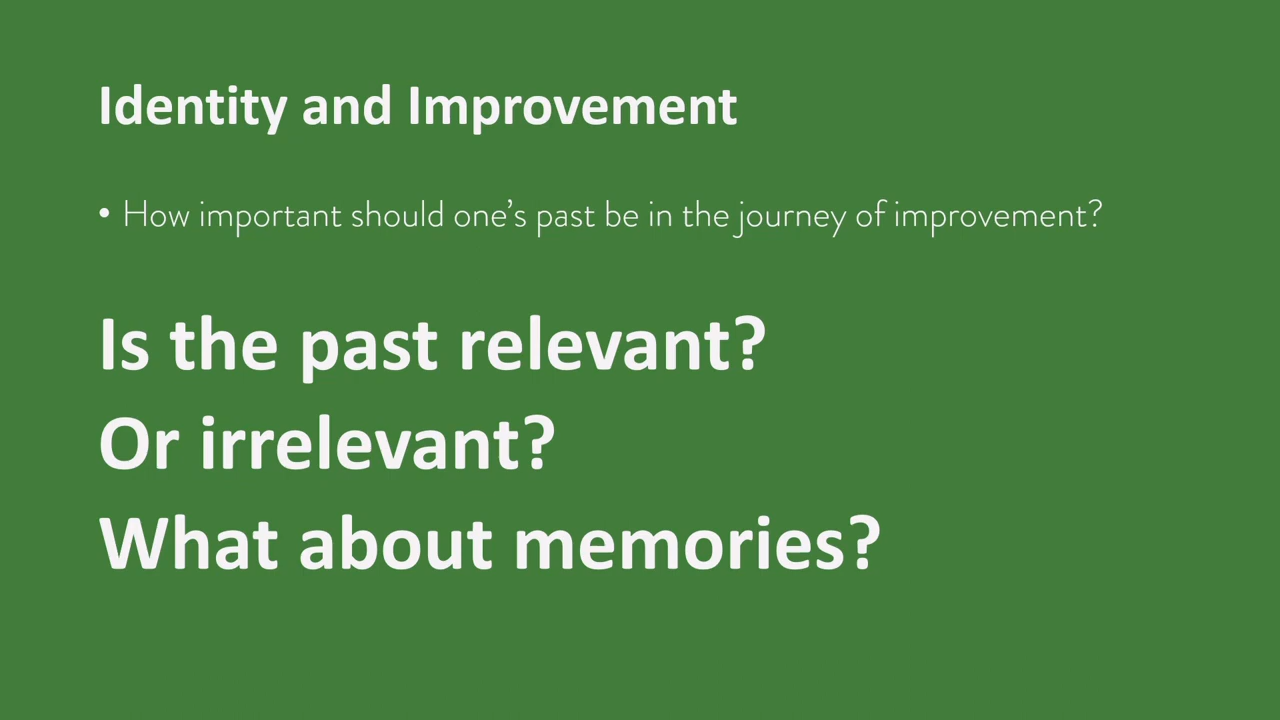 Identity and Improvement
• How important should one’s past be in the journey of improvement?
Is the past relevant?
Or irrelevant?
What about memories?